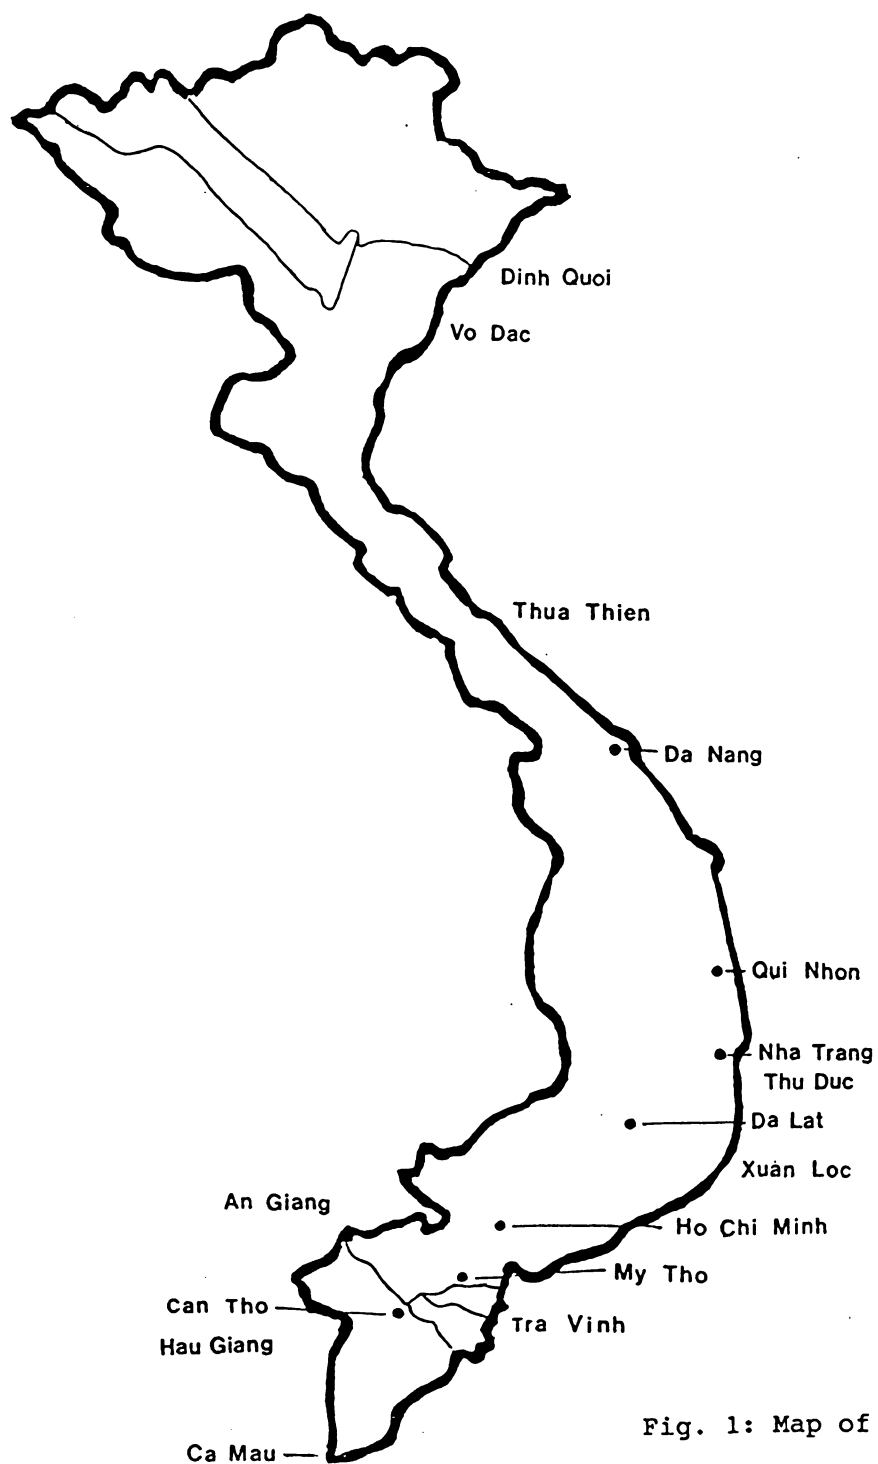 Dinh Quoi
Vo Dac
Thua Thien
Da Nang
Qui Nhon
Nha Trang
Thu Duc
Da Lat
Xuan Loc
An Giang
Ho Chi Minh
My Tho
Can Tho
Tra Vinh
Hau Giang
Fig. 1: Map of
Ca Mau